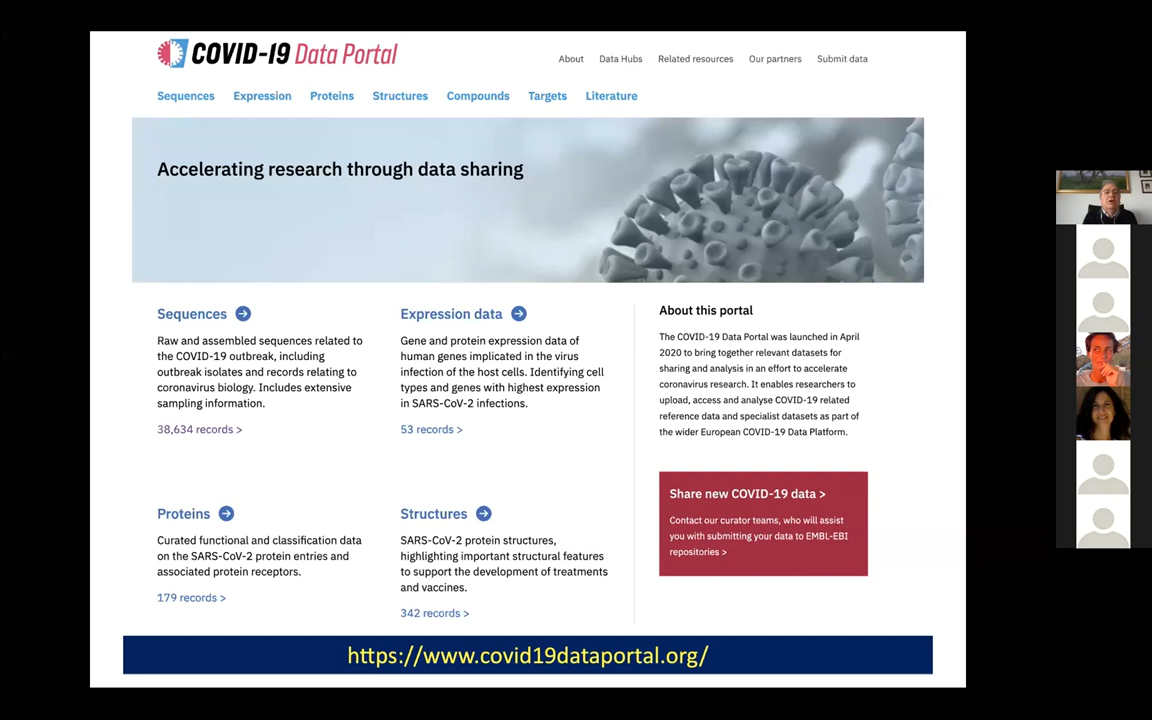 COVID-19 Data Portal
About Data Hubs Related resources Our partners Submit data
Sequences Expression Proteins Structures Compounds Targets Literature
Accelerating research through data sharing
Sequences
Raw and assembled sequences related to
the COVID-19 outbreak, including
outbreak isolates and records relating to
coronavirus biology. Includes extensive
sampling information.
38,634 records >
Expression data
Gene and protein expression data of
human genes implicated in the virus
infection of the host cells. Identifying cell
types and genes with highest expression
in SARS-CoV-2 infections.
53 records >
Proteins
Curated functional and classification data
on the SARS-CoV-2 protein entries and
associated protein receptors.
179 records >
Structures
SARS-CoV-2 protein structures,
highlighting important structural features
to support the development of treatments
and vaccines.
342 records >
About this portal
The COVID-19 Data Portal was launched in April
2020 to bring together relevant datasets for
sharing and analysis in an effort to accelerate
coronavirus research. It enables researchers to
upload, access and analyse COVID-19 related
reference data and specialist datasets as part of
the wider European COVID-19 Data Platform.
Share new COVID-19 data >
Contact our curator teams, who will assist
you with submitting your data to EMBL-EBI
repositories >
https://www.covid19dataportal.org/